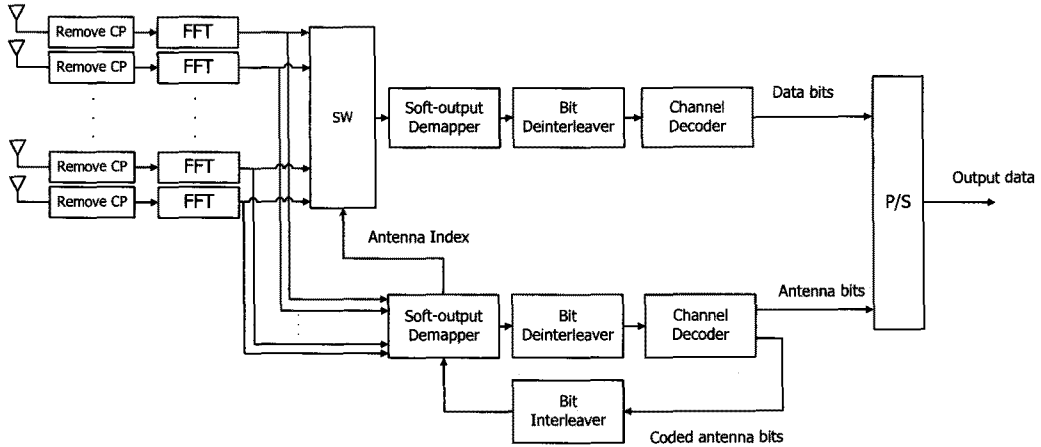 Remove CP
FFT
Remove CP
FFT
Remove CP
FFT
Remove CP
FFT
SW
Soft-output
Demapper
Bit
Deinterleaver
Channel
Decoder
Data bits
P/S
Output data
Antenna Index
Soft-output
Demapper
Bit
Deinterleaver
Channel
Decoder
Antenna bits
Bit
Interleaver
Coded antenna bits